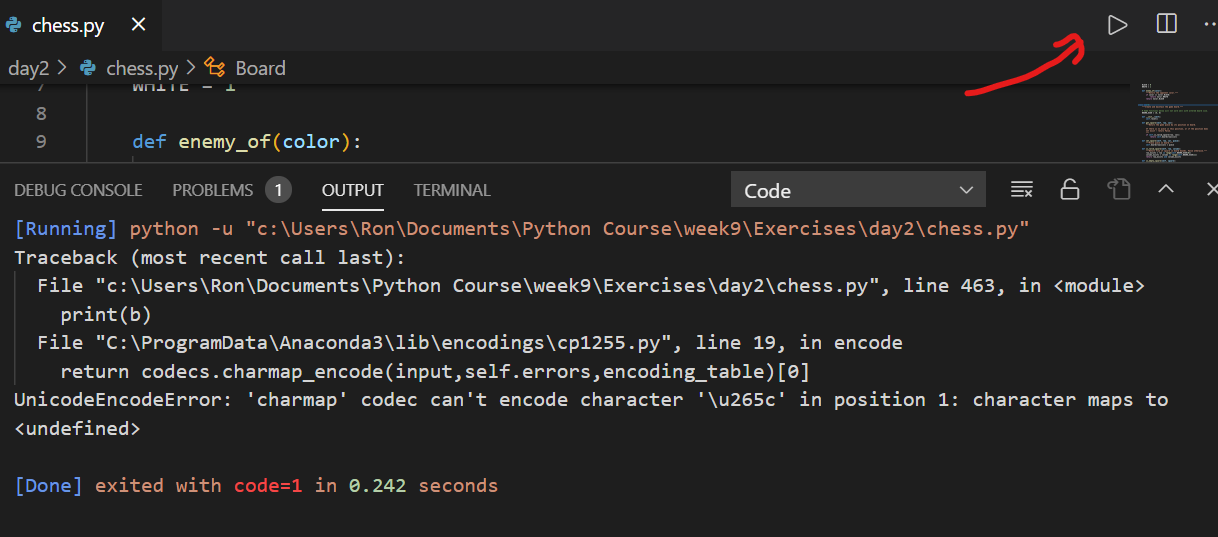 chess.py
day2 > chess.py > Board
7 WHITE = 1
8
9 def enemy_of(color):
DEBUG CONSOLE PROBLEMS 1 OUTPUT TERMINAL Code
[Running] python -u "c:\Users\Ron\Documents\Python Course\week9\Exercises\day2\chess.py"
Traceback (most recent call last):
File "c:\Users\Ron\Documents\Python Course\week9\Exercises\day2\chess.py", line 463, in <module>
print(b)
File "C:\ProgramData\Anaconda3\lib\encodings\cp1255.py", line 19, in encode
return codecs.charmap_encode(input,self.errors,encoding_table)[0]
UnicodeEncodeError: 'charmap' codec can't encode character '\u265c' in position 1: character maps to
<undefined>
[Done] exited with code=1 in 0.242 seconds